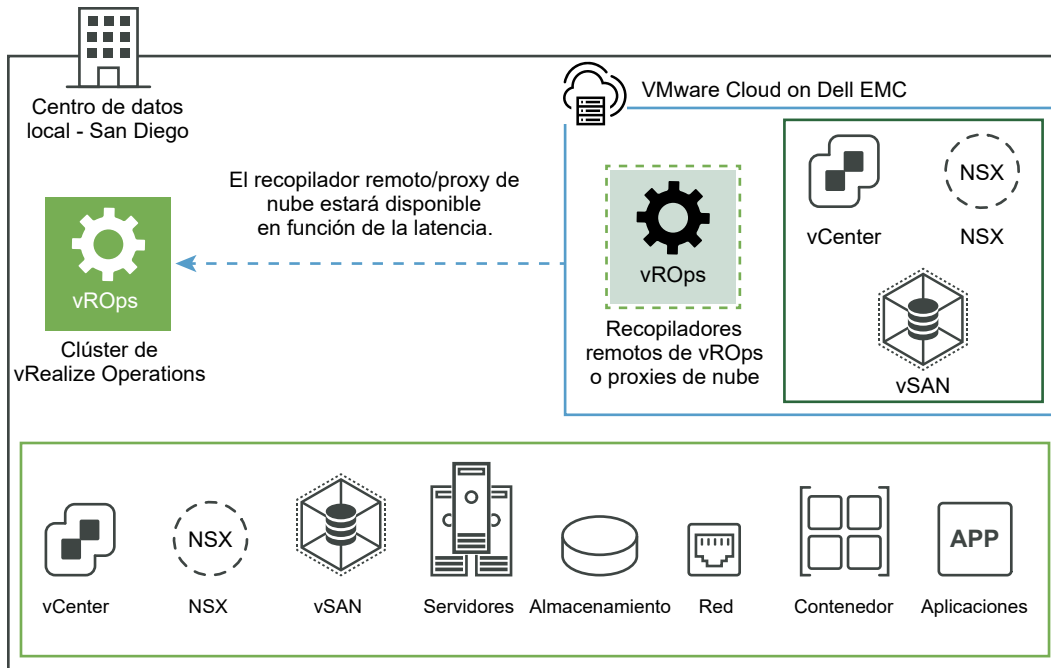 Centro de datos
local - San Diego
VMware Cloud on Dell EMC
El recopilador remoto/proxy de
nube estará disponible
en función de la latencia.
vROps
Clúster de
vRealize Operations
vROps
Recopiladores
remotos de vROps
o proxies de nube
vCenter
NSX
NSX
vSAN
vCenter
NSX
NSX
vSAN
Servidores
Almacenamiento
Red
Contenedor
APP
Aplicaciones